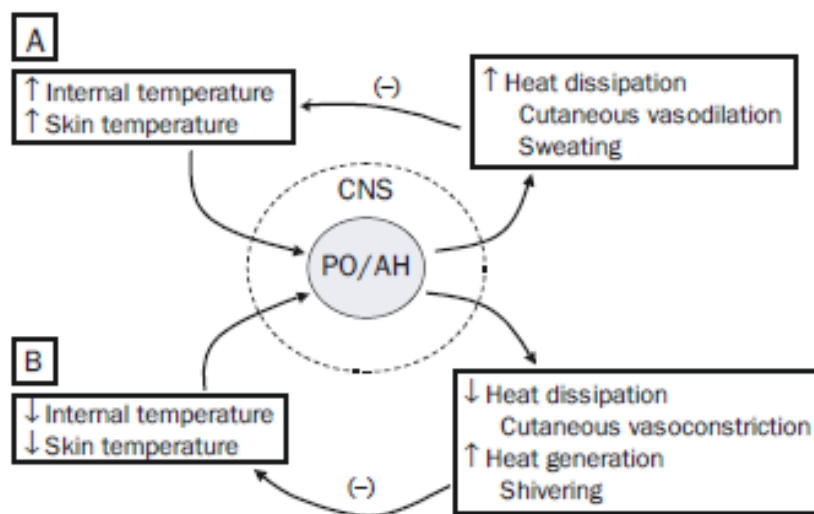 A
↑ Internal temperature
↑ Skin temperature
(−)
↑ Heat dissipation
Cutaneous vasodilation
Sweating
CNS
PO/AH
B
↓ Internal temperature
↓ Skin temperature
(−)
↓ Heat dissipation
Cutaneous vasoconstriction
↑ Heat generation
Shivering